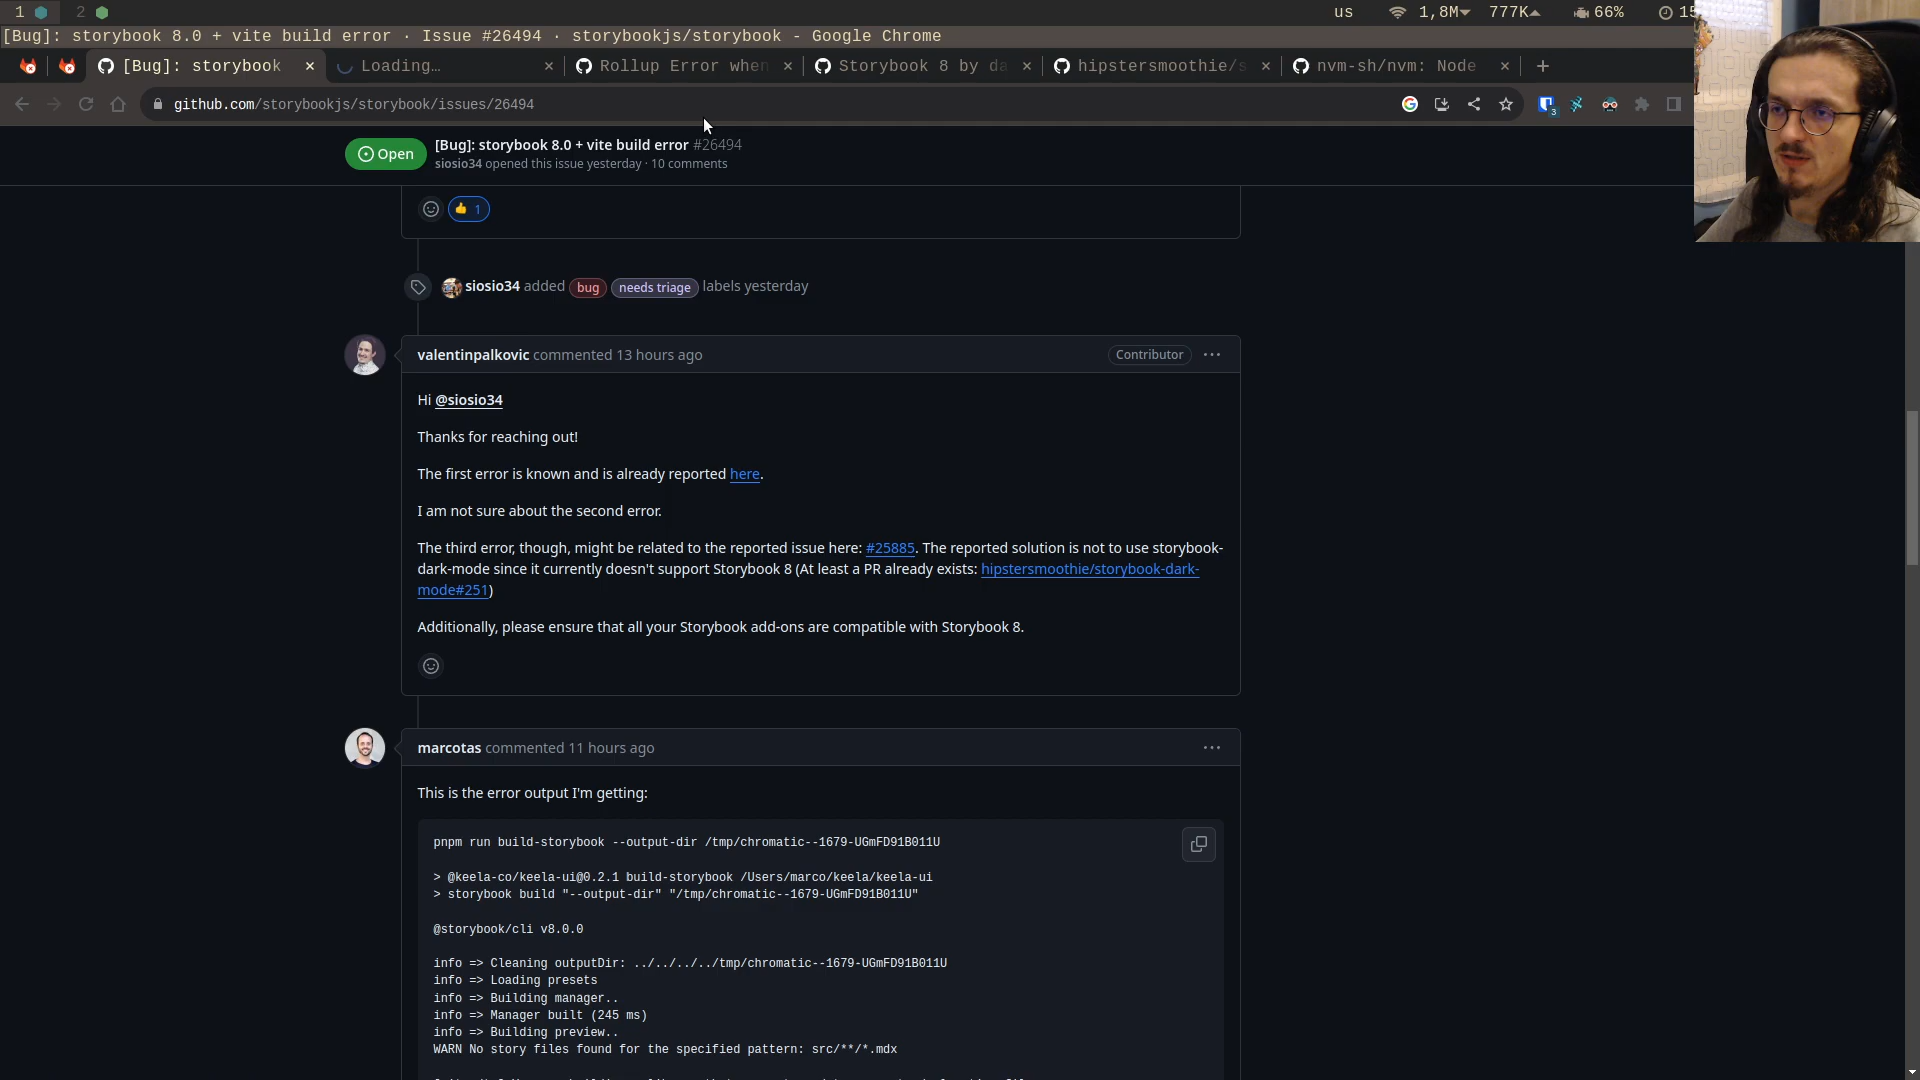 1 2 us 1,8M 777K 66% 15
[Bug]: storybook 8.0 + vite build error · Issue #26494 · storybookjs/storybook - Google Chrome
[Bug]: storybook Loading… Rollup Error when Storybook 8 by da hipstersmoothie/s nvm-sh/nvm: Node
github.com/storybookjs/storybook/issues/26494
3
Open
[Bug]: storybook 8.0 + vite build error #26494
siosio34 opened this issue yesterday · 10 comments
👍 1
siosio34 added bug needs triage labels yesterday
valentinpalkovic commented 13 hours ago Contributor
Hi @siosio34
Thanks for reaching out!
The first error is known and is already reported here.
I am not sure about the second error.
The third error, though, might be related to the reported issue here: #25885. The reported solution is not to use storybook-
dark-mode since it currently doesn't support Storybook 8 (At least a PR already exists: hipstersmoothie/storybook-dark-
mode#251)
Additionally, please ensure that all your Storybook add-ons are compatible with Storybook 8.
marcotas commented 11 hours ago
This is the error output I'm getting:
pnpm run build-storybook --output-dir /tmp/chromatic--1679-UGmFD91B011U
> @keela-co/keela-ui@0.2.1 build-storybook /Users/marco/keela/keela-ui
> storybook build "--output-dir" "/tmp/chromatic--1679-UGmFD91B011U"
@storybook/cli v8.0.0
info => Cleaning outputDir: ../../../../tmp/chromatic--1679-UGmFD91B011U
info => Loading presets
info => Building manager..
info => Manager built (245 ms)
info => Building preview..
WARN No story files found for the specified pattern: src/**/*.mdx